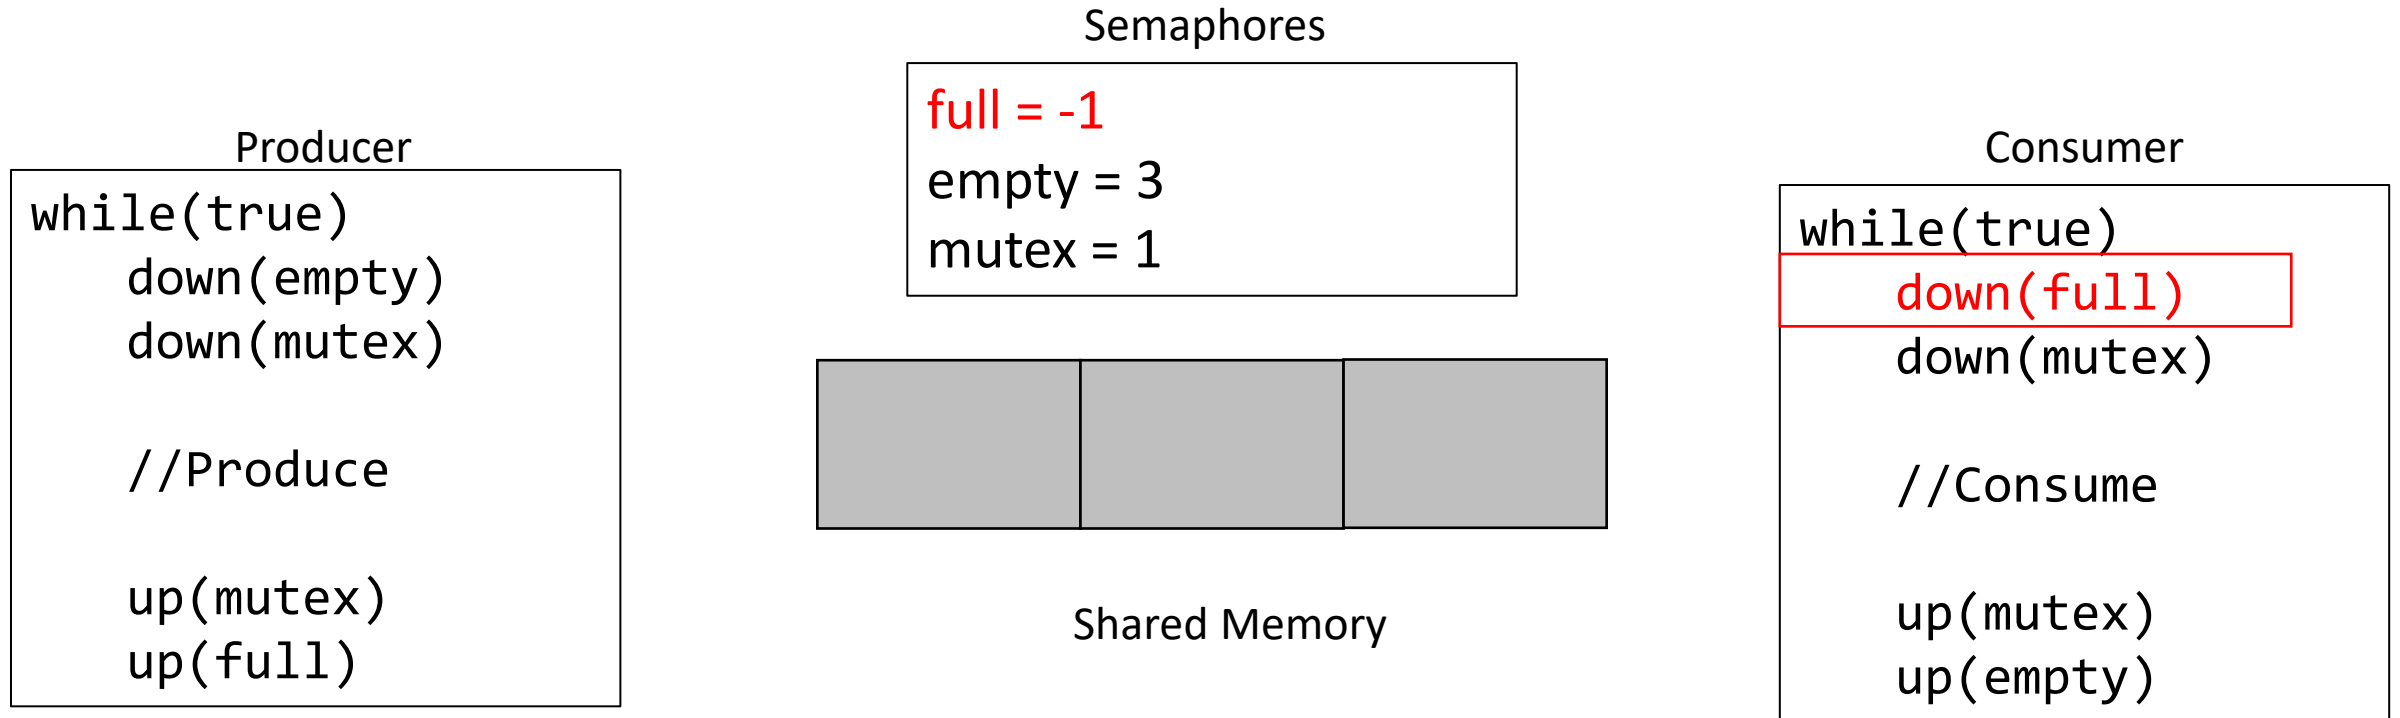 Semaphores
full = -1
empty = 3
mutex = 1
Producer
while(true)
down(empty)
down(mutex)
//Produce
up(mutex)
up(full)
Shared Memory
Consumer
while(true)
down(full)
down(mutex)
//Consume
up(mutex)
up(empty)